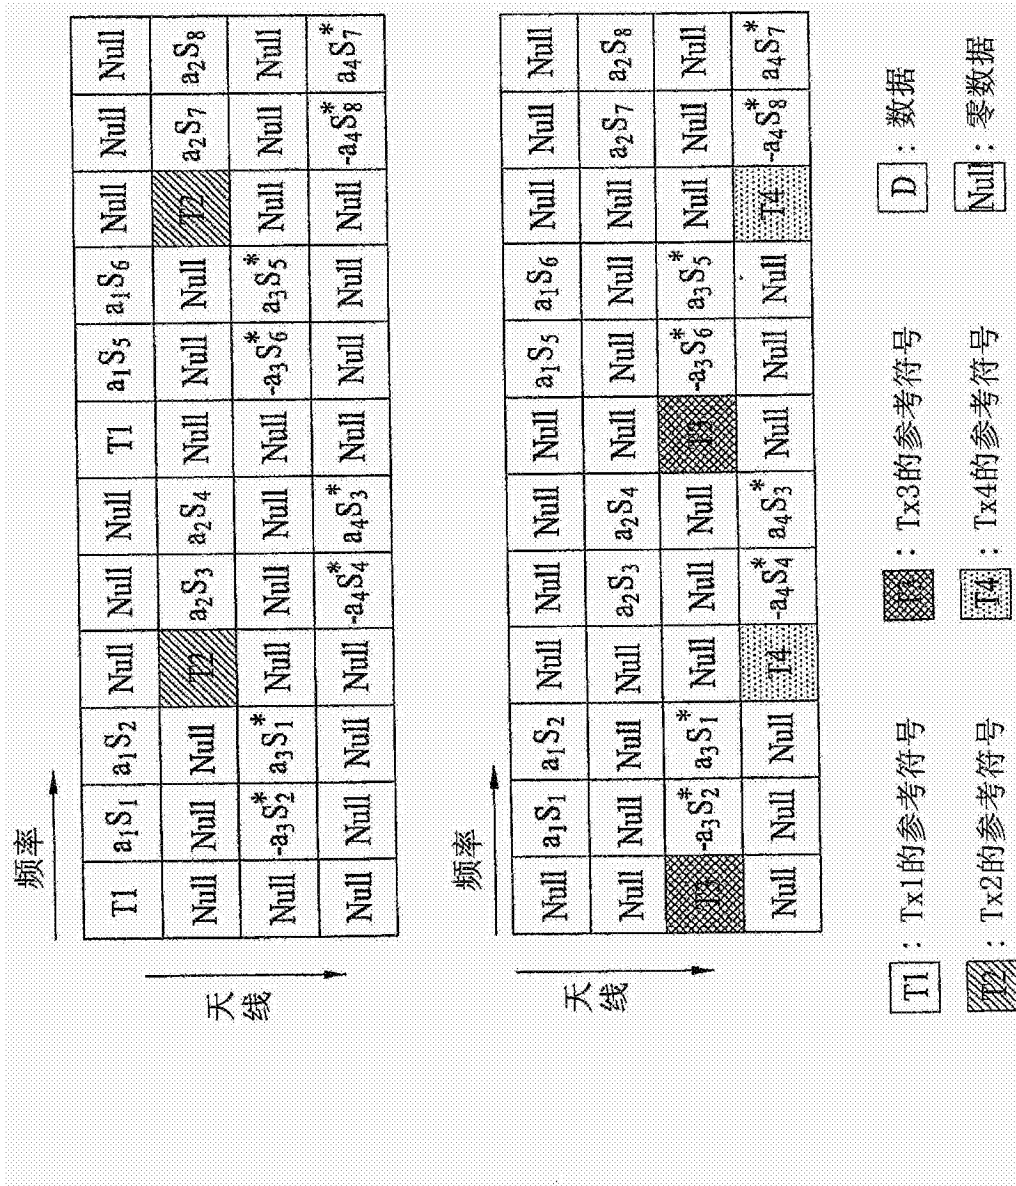 频率
天线
T1 a₁S₁ a₁S₂ Null Null Null T1 a₁S₅ a₁S₆ Null Null Null
Null Null Null T2 a₂S₃ a₂S₄ Null Null Null T2 a₂S₇ a₂S₈
Null -a₃S₂* a₃S₁* Null Null Null Null -a₃S₆* a₃S₅* Null Null Null
Null Null Null Null -a₄S₄* a₄S₃* Null Null Null Null -a₄S₈* a₄S₇*
频率
天线
Null a₁S₁ a₁S₂ Null Null Null Null a₁S₅ a₁S₆ Null Null Null
Null Null Null Null a₂S₃ a₂S₄ Null Null Null Null a₂S₇ a₂S₈
T3 -a₃S₂* a₃S₁* Null Null Null T3 -a₃S₆* a₃S₅* Null Null Null
Null Null Null T4 -a₄S₄* a₄S₃* Null Null Null T4 -a₄S₈* a₄S₇*
T1 : Tx1的参考符号 T3 : Tx3的参考符号 D : 数据
T2 : Tx2的参考符号 T4 : Tx4的参考符号 Null : 零数据